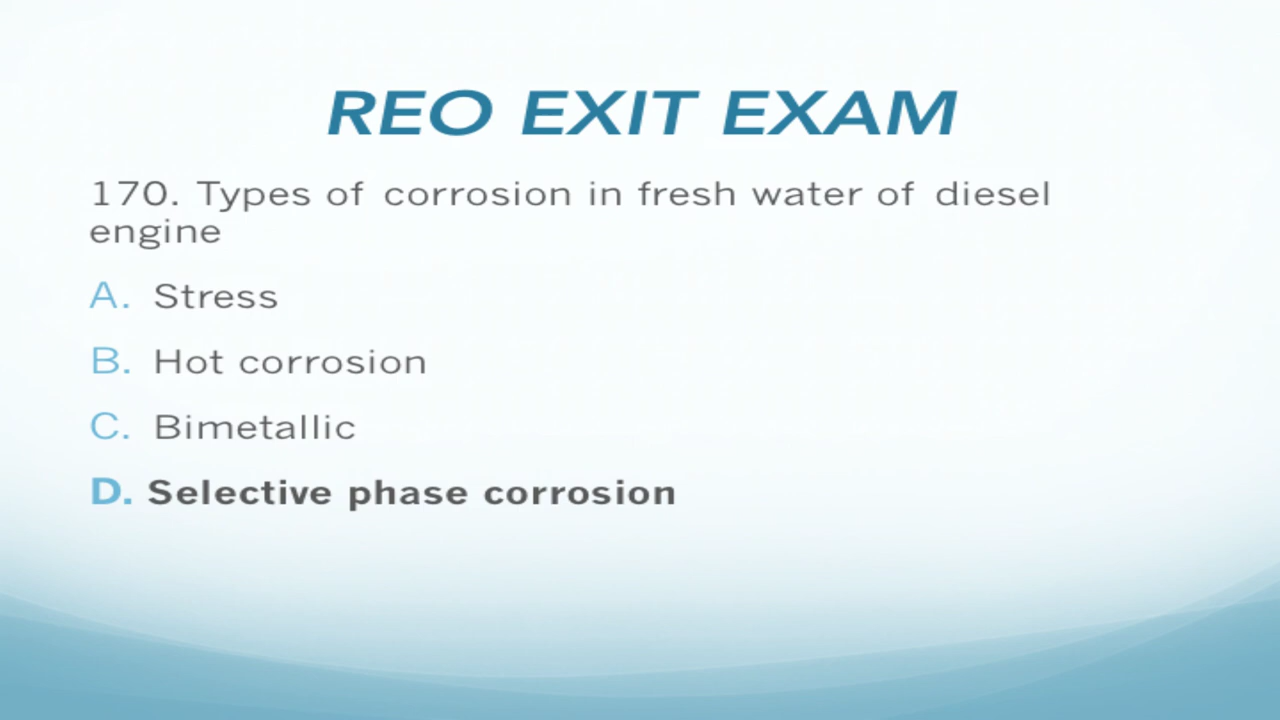 REO EXIT EXAM
170. Types of corrosion in fresh water of diesel
engine
A. Stress
B. Hot corrosion
C. Bimetallic
D. Selective phase corrosion